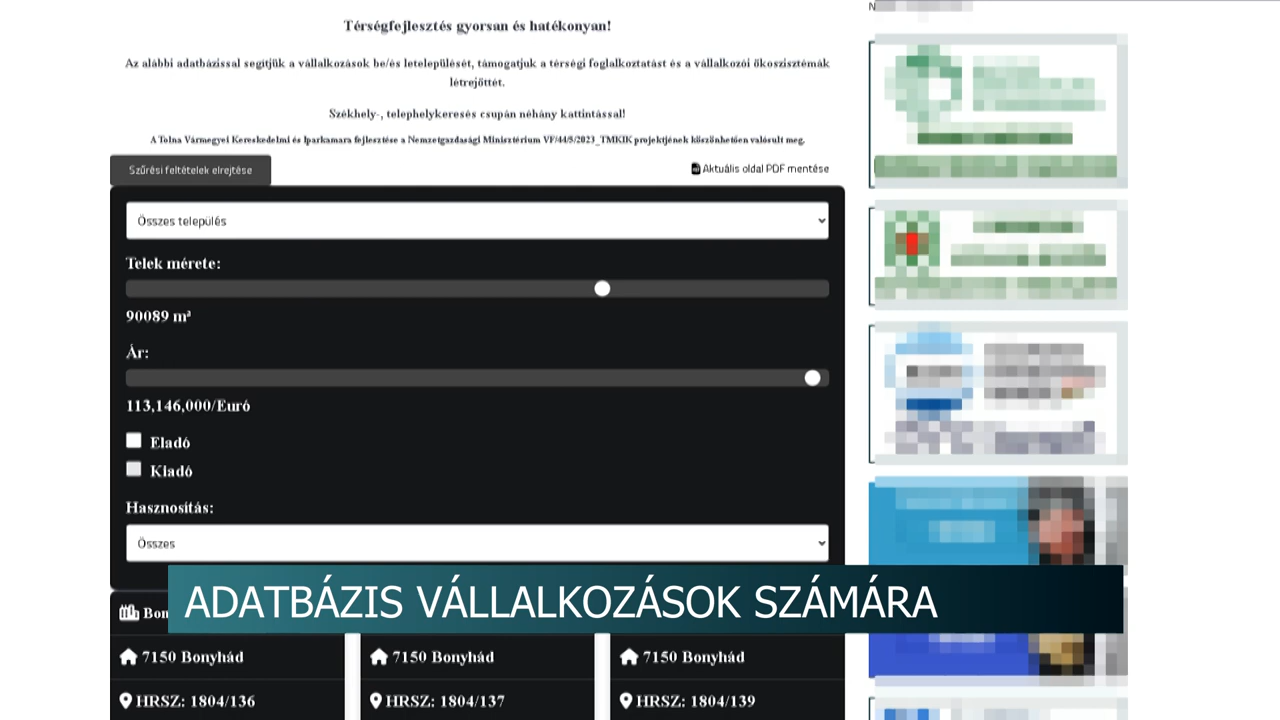 Térségfejlesztés gyorsan és hatékonyan!
Az alábbi adatbázissal segítjük a vállalkozások be/és letelepülését, támogatjuk a térségi foglalkoztatást és a vállalkozói ökoszisztémák
létrejöttét.
Székhely-, telephelykeresés csupán néhány kattintással!
A Tolna Vármegyei Kereskedelmi és Iparkamara fejlesztése a Nemzetgazdasági Minisztérium VF/44/5/2023_TMKIK projektjének köszönhetően valósult meg.
Szűrési feltételek elrejtése
Aktuális oldal PDF mentése
Összes település
Telek mérete:
90089 m²
Ár:
113,146,000/Euró
Eladó
Kiadó
Hasznosítás:
Összes
ADATBÁZIS VÁLLALKOZÁSOK SZÁMÁRA
7150 Bonyhád
7150 Bonyhád
7150 Bonyhád
HRSZ: 1804/136
HRSZ: 1804/137
HRSZ: 1804/139